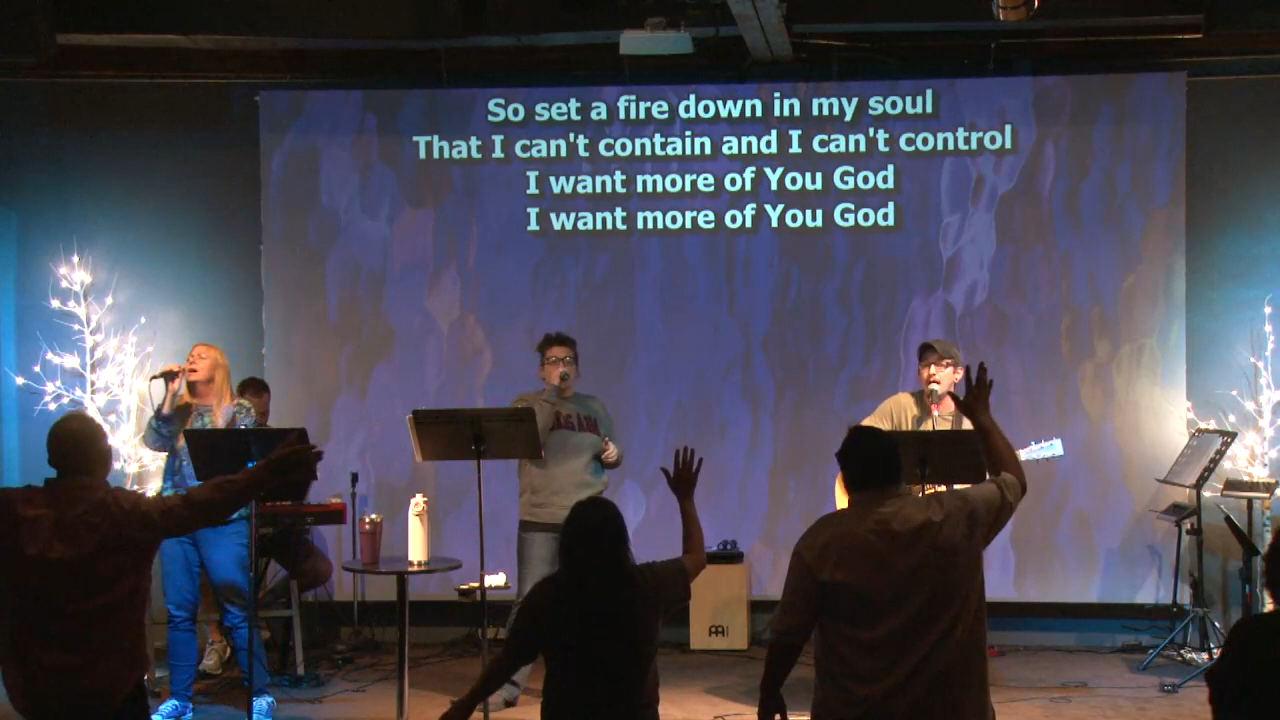 So set a fire down in my soul
That I can't contain and I can't control
I want more of You God
I want more of You God